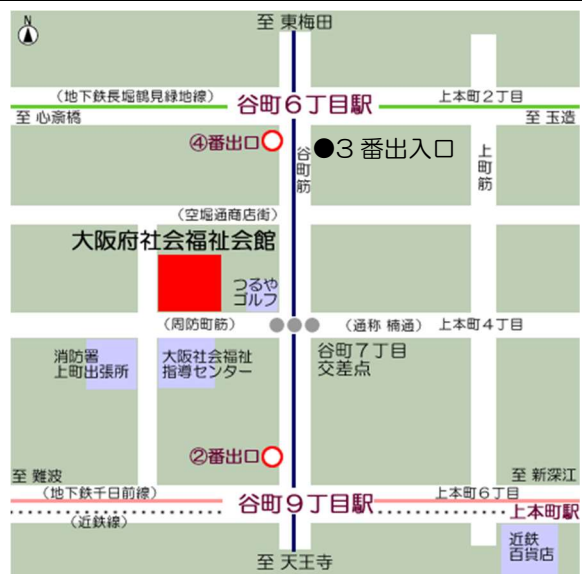 N
至 東梅田
（地下鉄長堀鶴見緑地線）
谷町６丁目駅
上本町２丁目
至 心斎橋
至 玉造
④番出口
●3 番出入口
谷町筋
上町筋
（空堀通商店街）
大阪府社会福祉会館
つるや
ゴルフ
（周防町筋）
（通称 楠通）
上本町４丁目
消防署
上町出張所
大阪社会福祉
指導センター
谷町７丁目
交差点
②番出口
至 難波
至 新深江
（地下鉄千日前線）
谷町９丁目駅
上本町６丁目
（近鉄線）
上本町駅
近鉄
百貨店
至 天王寺